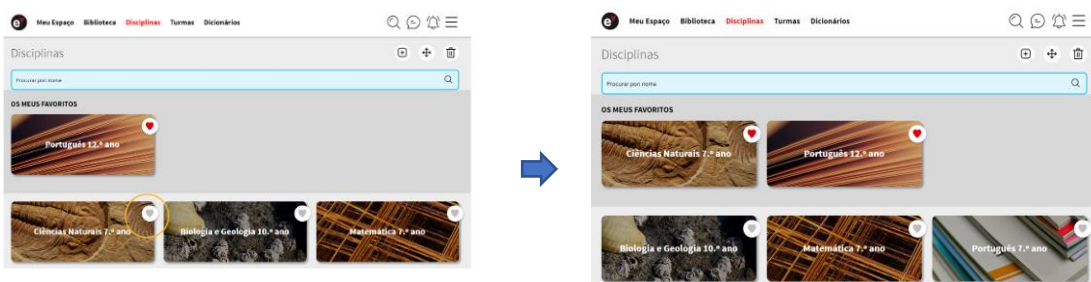 e Meu Espaço Biblioteca Disciplinas Turmas Dicionários
Disciplinas
Procurar por: nome
OS MEUS FAVORITOS
Português 12.º ano
Ciências Naturais 7.º ano Biologia e Geologia 10.º ano Matemática 7.º ano
e Meu Espaço Biblioteca Disciplinas Turmas Dicionários
Disciplinas
Procurar por: nome
OS MEUS FAVORITOS
Ciências Naturais 7.º ano Português 12.º ano
Biologia e Geologia 10.º ano Matemática 7.º ano Português 7.º ano